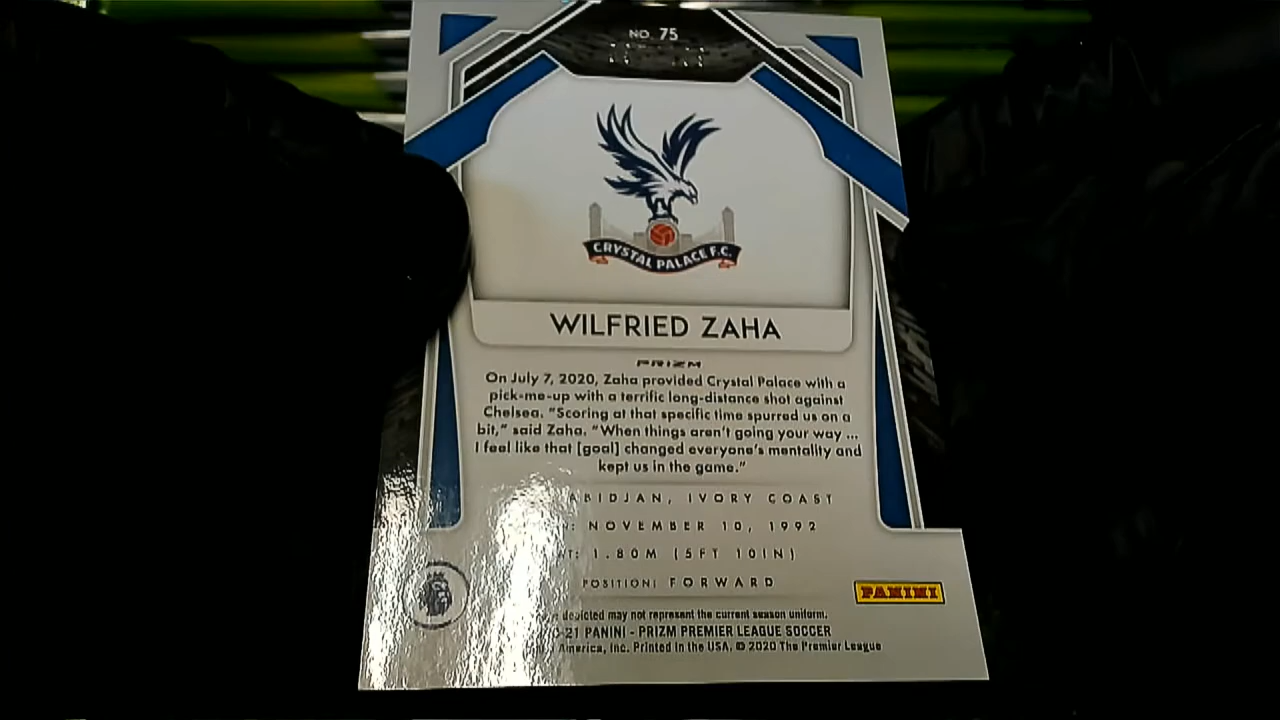 NO. 75
CRYSTAL PALACE F.C.
WILFRIED ZAHA
PRIZM
On July 7, 2020, Zaha provided Crystal Palace with a
pick-me-up with a terrific long-distance shot against
Chelsea. "Scoring at that specific time spurred us on a
bit," said Zaha. "When things aren't going your way ...
I feel like that [goal] changed everyone's mentality and
kept us in the game."
ABIDJAN, IVORY COAST
NOVEMBER 10, 1992
1.80M (5FT 10IN)
POSITION: FORWARD
PANINI
depicted may not represent the current season uniform.
-21 PANINI - PRIZM PREMIER LEAGUE SOCCER
America, Inc. Printed in the USA. © 2020 The Premier League